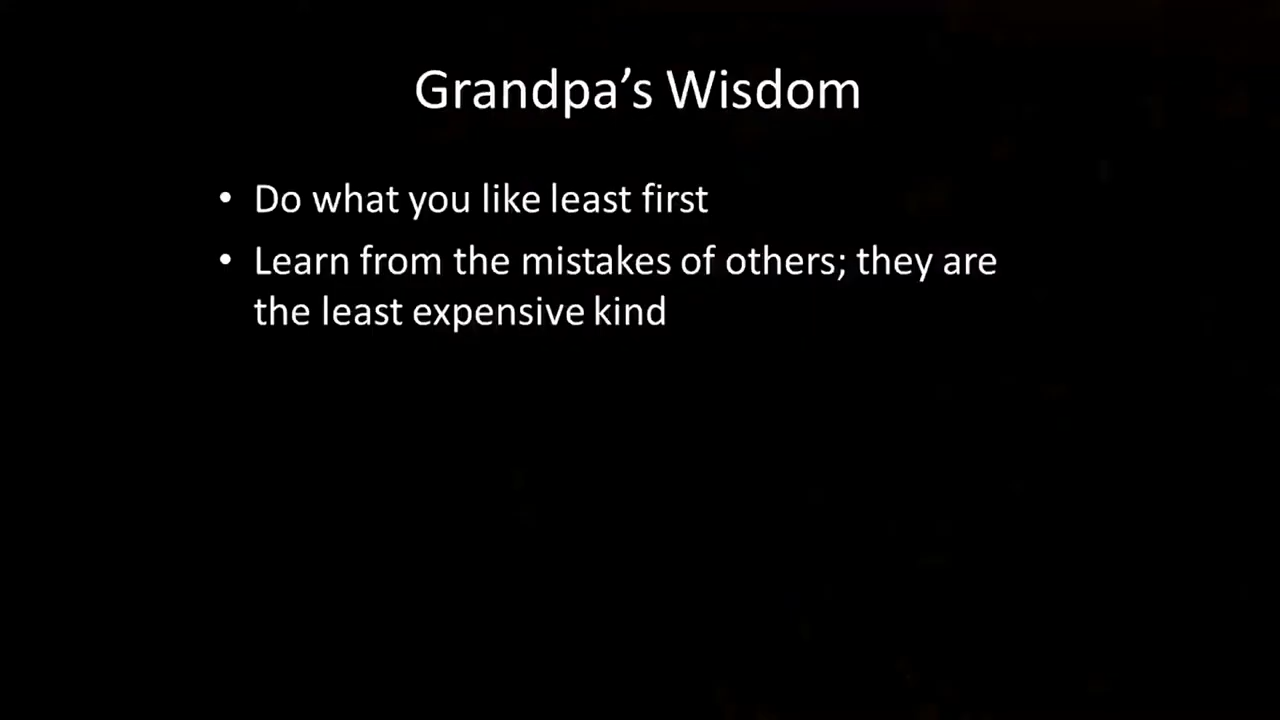 Grandpa’s Wisdom
• Do what you like least first
• Learn from the mistakes of others; they are
the least expensive kind